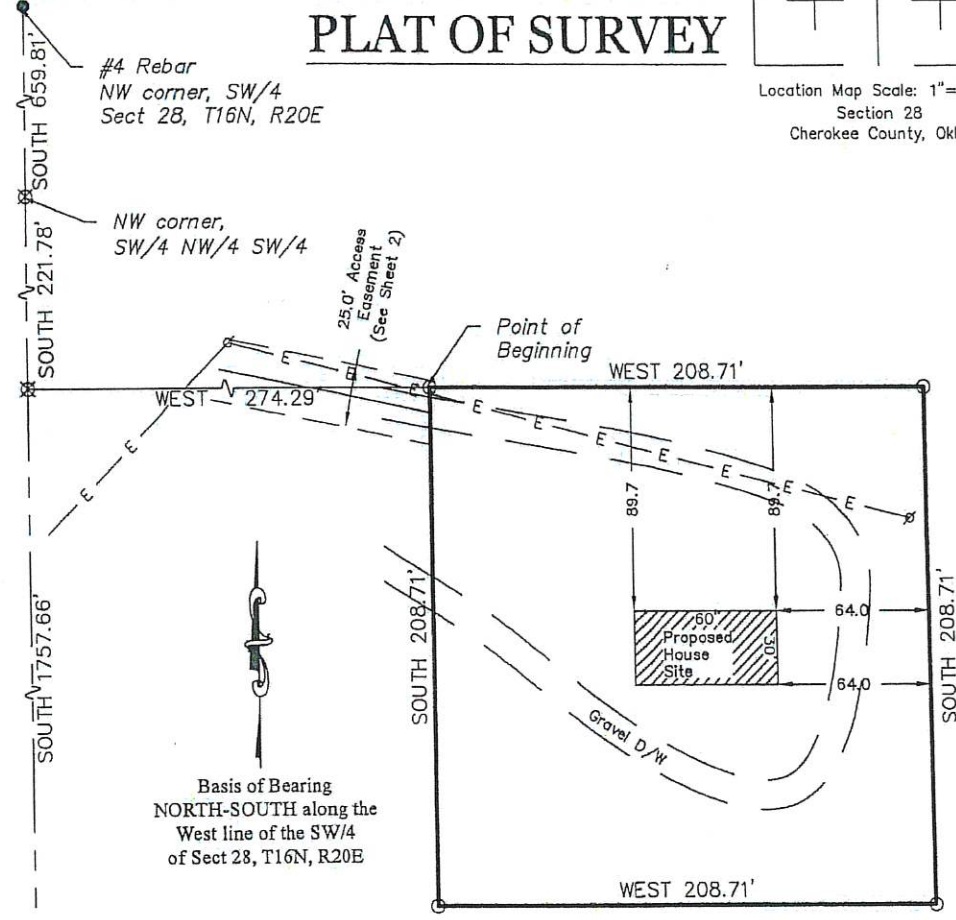 PLAT OF SURVEY
SOUTH 659.81'
#4 Rebar
NW corner, SW/4
Sect 28, T16N, R20E
Location Map Scale: 1"=
Section 28
Cherokee County, Okl
NW corner,
SW/4 NW/4 SW/4
SOUTH 221.78'
25.0' Access
Easement
(See Sheet 2)
Point of
Beginning
WEST 208.71'
WEST 274.29'
E
E
E
E
E
E
E
E
E
E
E
E
89.7
89.7
SOUTH 208.71'
SOUTH 208.71'
64.0
60'
Proposed
House
Site
30'
64.0
SOUTH 1757.66'
Gravel D/W
Basis of Bearing
NORTH-SOUTH along the
West line of the SW/4
of Sect 28, T16N, R20E
WEST 208.71'